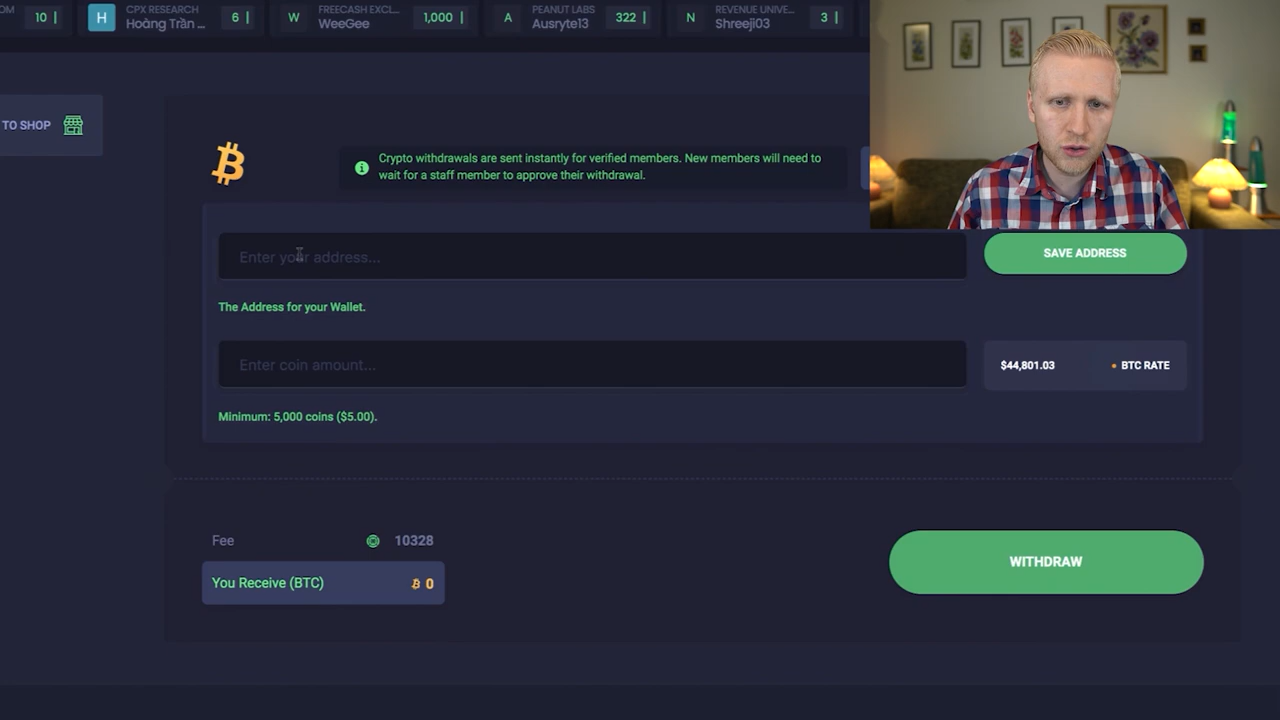 OM
10 |
H
CPX RESEARCH
Hoàng Trần ...
6 |
W
FREECASH EXCL...
WeeGee
1,000 |
A
PEANUT LABS
Ausryte13
322 |
N
REVENUE UNIVE...
Shreeji03
3 |
TO SHOP
Crypto withdrawals are sent instantly for verified members. New members will need to
wait for a staff member to approve their withdrawal.
Enter your address...
SAVE ADDRESS
The Address for your Wallet.
Enter coin amount...
$44,801.03
BTC RATE
Minimum: 5,000 coins ($5.00).
Fee
10328
You Receive (BTC)
0
WITHDRAW